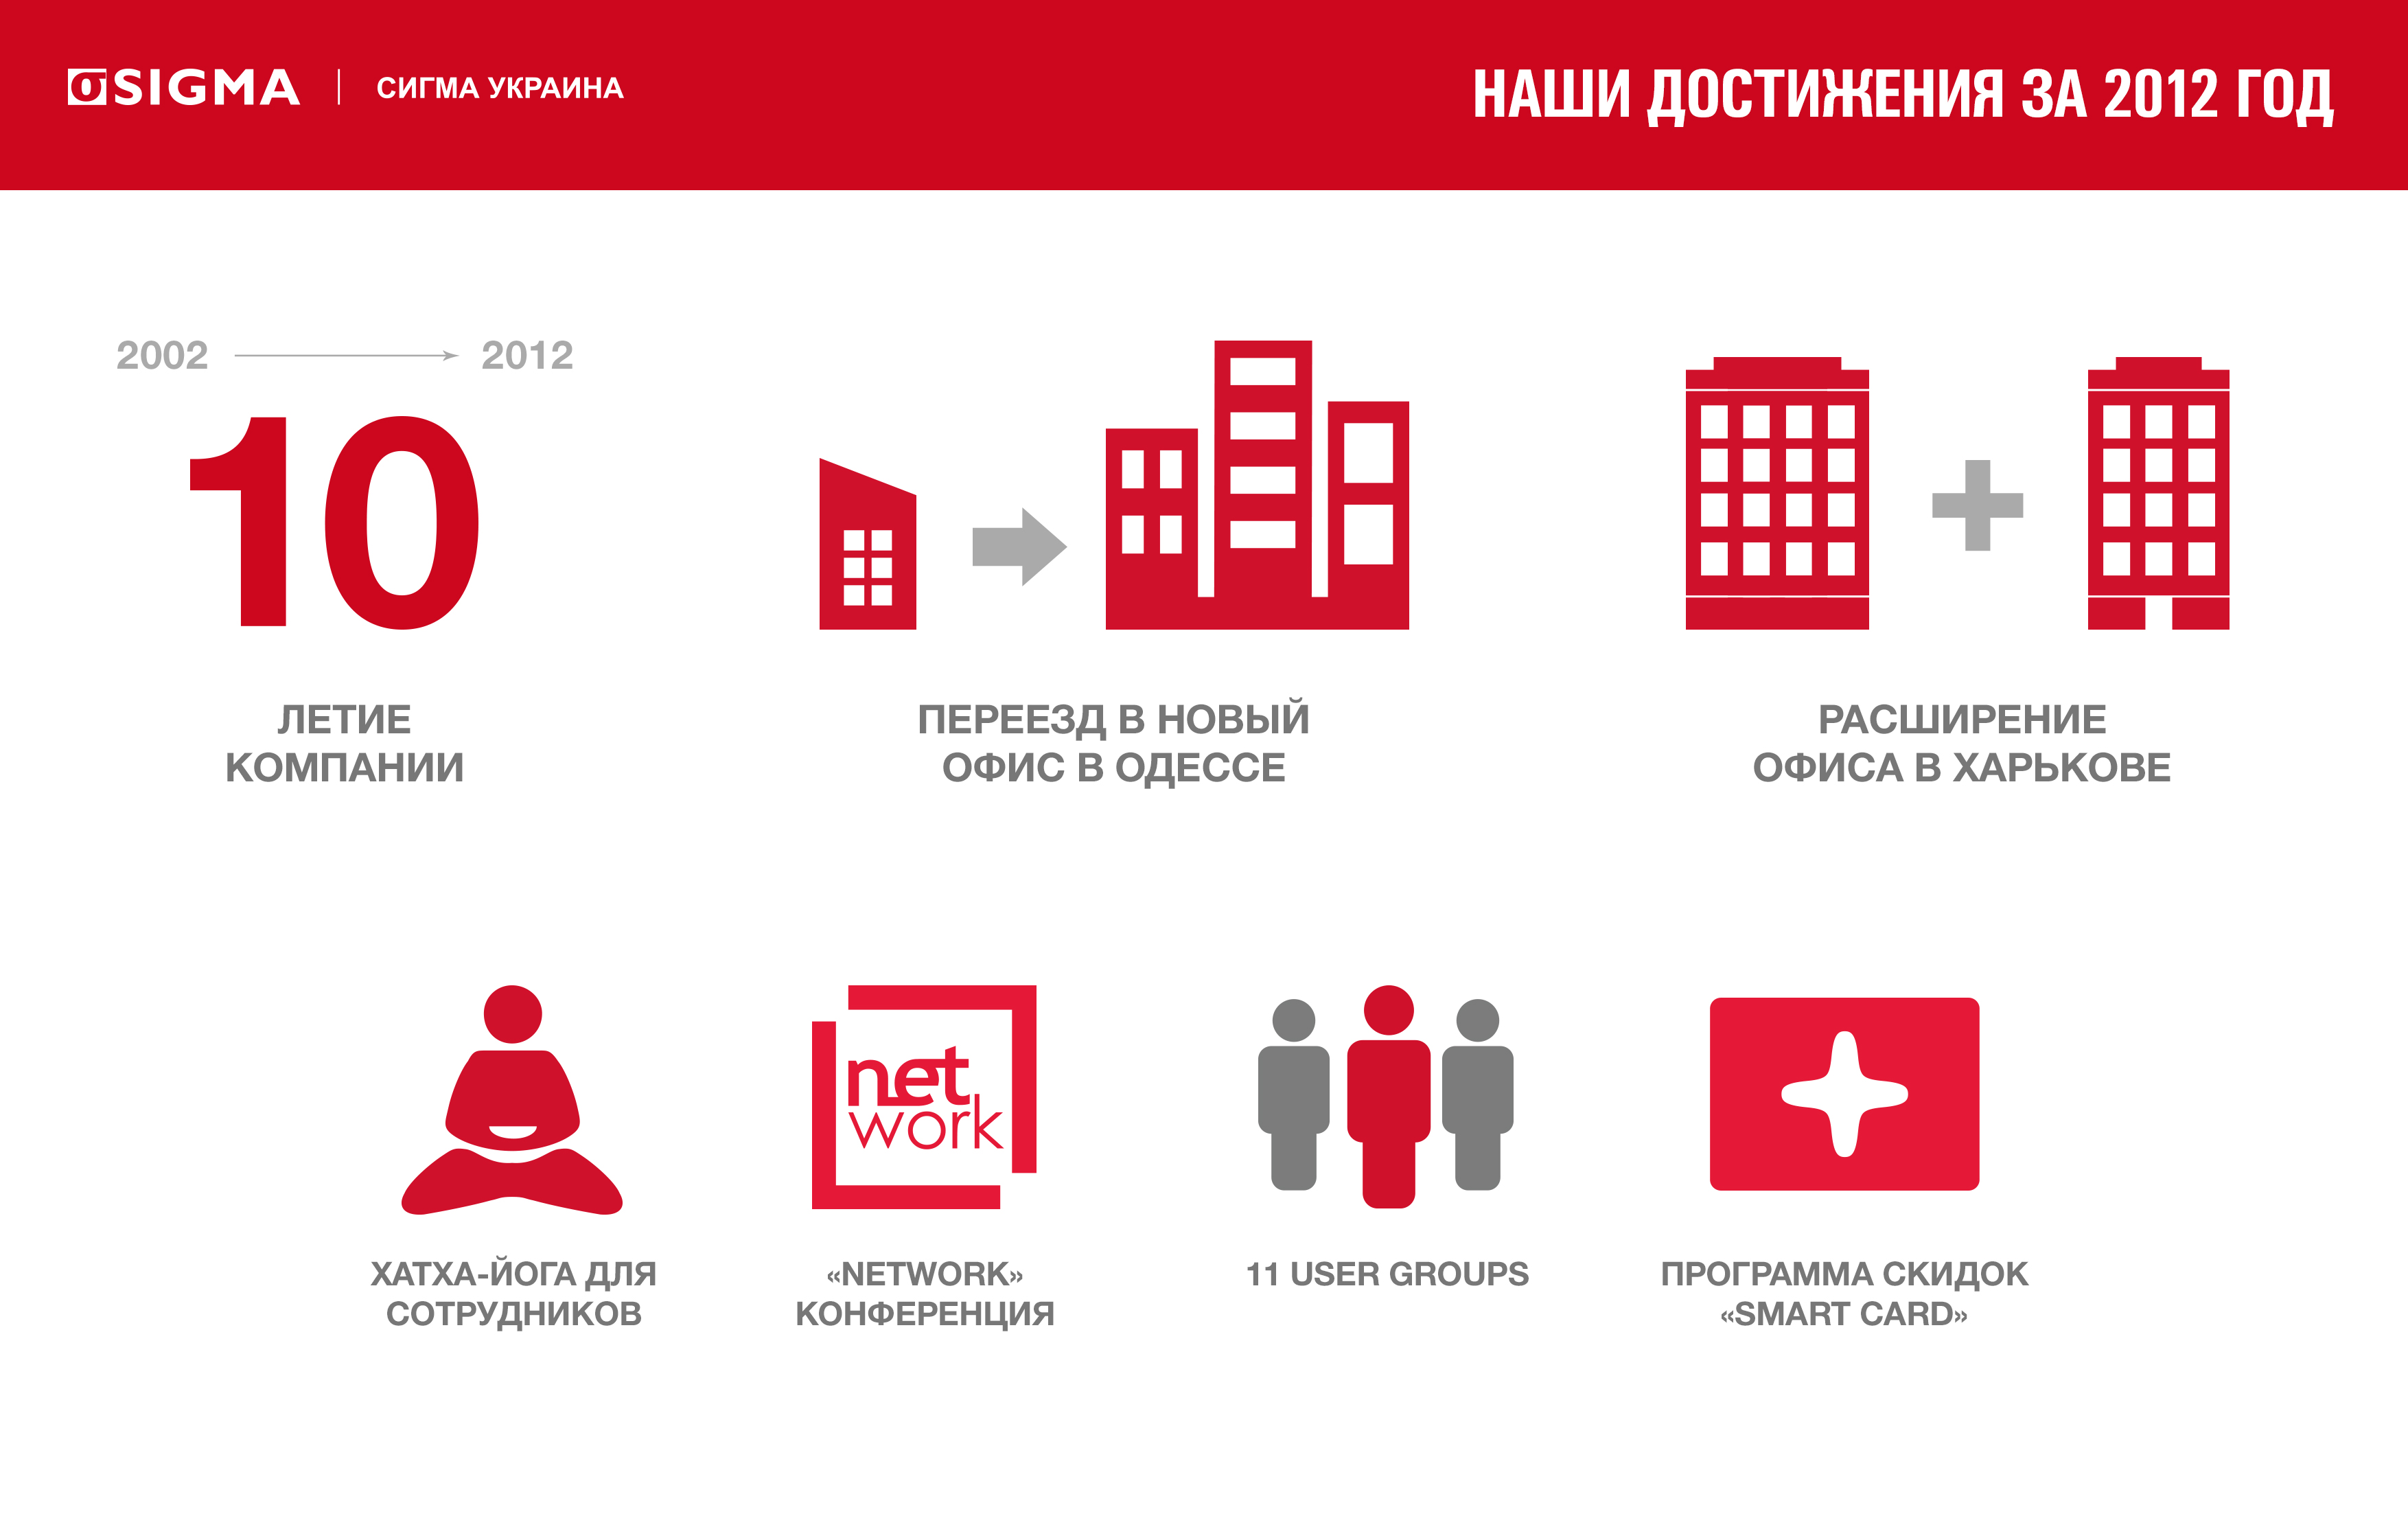 SIGMA
СИГМА УКРАИНА
НАШИ ДОСТИЖЕНИЯ ЗА 2012 ГОД
2002
2012
10
ЛЕТИЕ
КОМПАНИИ
ПЕРЕЕЗД В НОВЫЙ
ОФИС В ОДЕССЕ
РАСШИРЕНИЕ
ОФИСА В ХАРЬКОВЕ
ХАТХА-ЙОГА ДЛЯ
СОТРУДНИКОВ
net
work
«NETWORK»
КОНФЕРЕНЦИЯ
11 USER GROUPS
ПРОГРАММА СКИДОК
«SMART CARD»